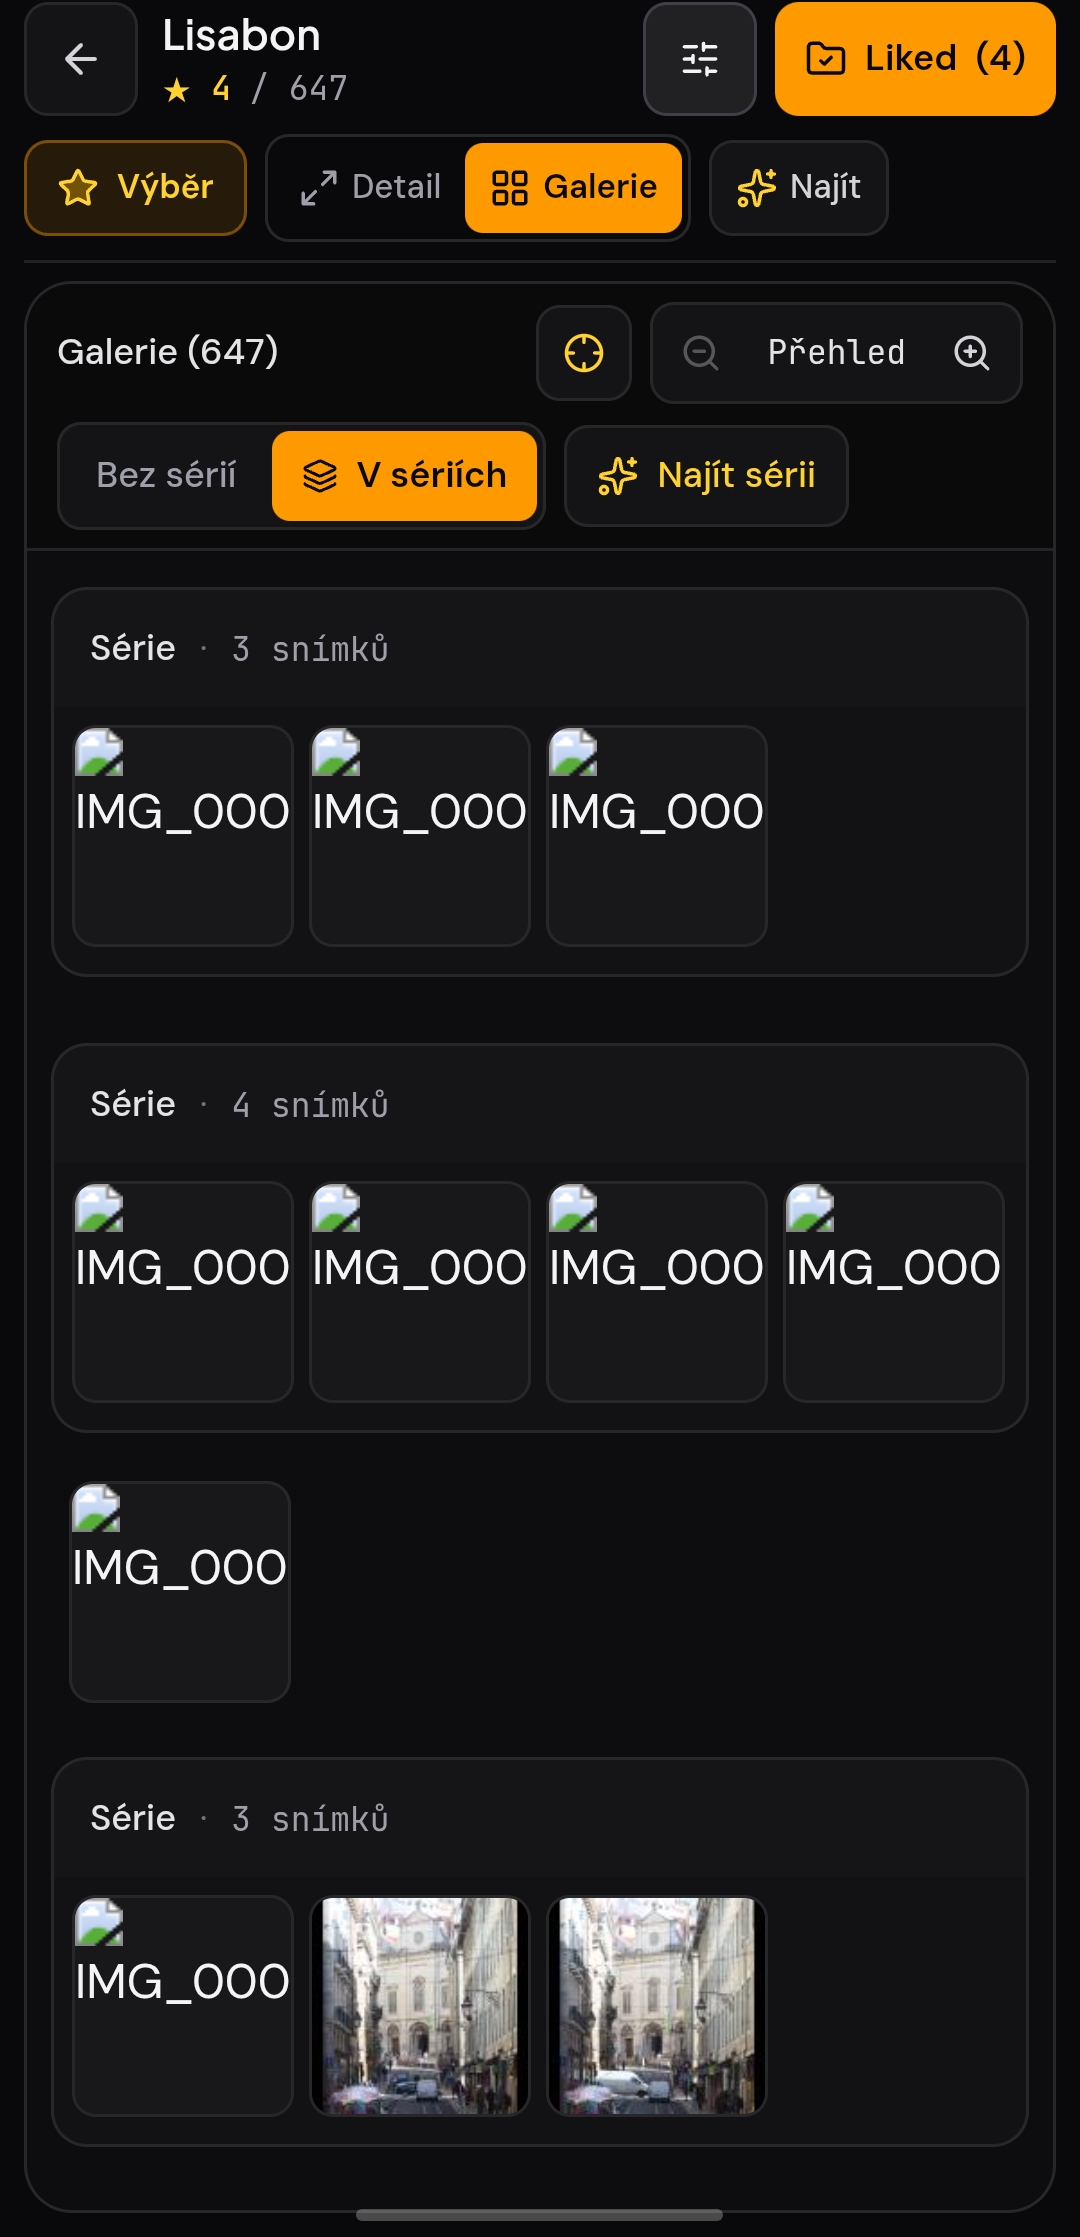 Lisabon
★ 4 / 647
Liked (4)
Výběr
Detail
Galerie
Najít
Galerie (647)
Přehled
Bez sérií
V sériích
Najít sérii
Série · 3 snímků
IMG_000 IMG_000 IMG_000
Série · 4 snímků
IMG_000 IMG_000 IMG_000 IMG_000
IMG_000
Série · 3 snímků
IMG_000